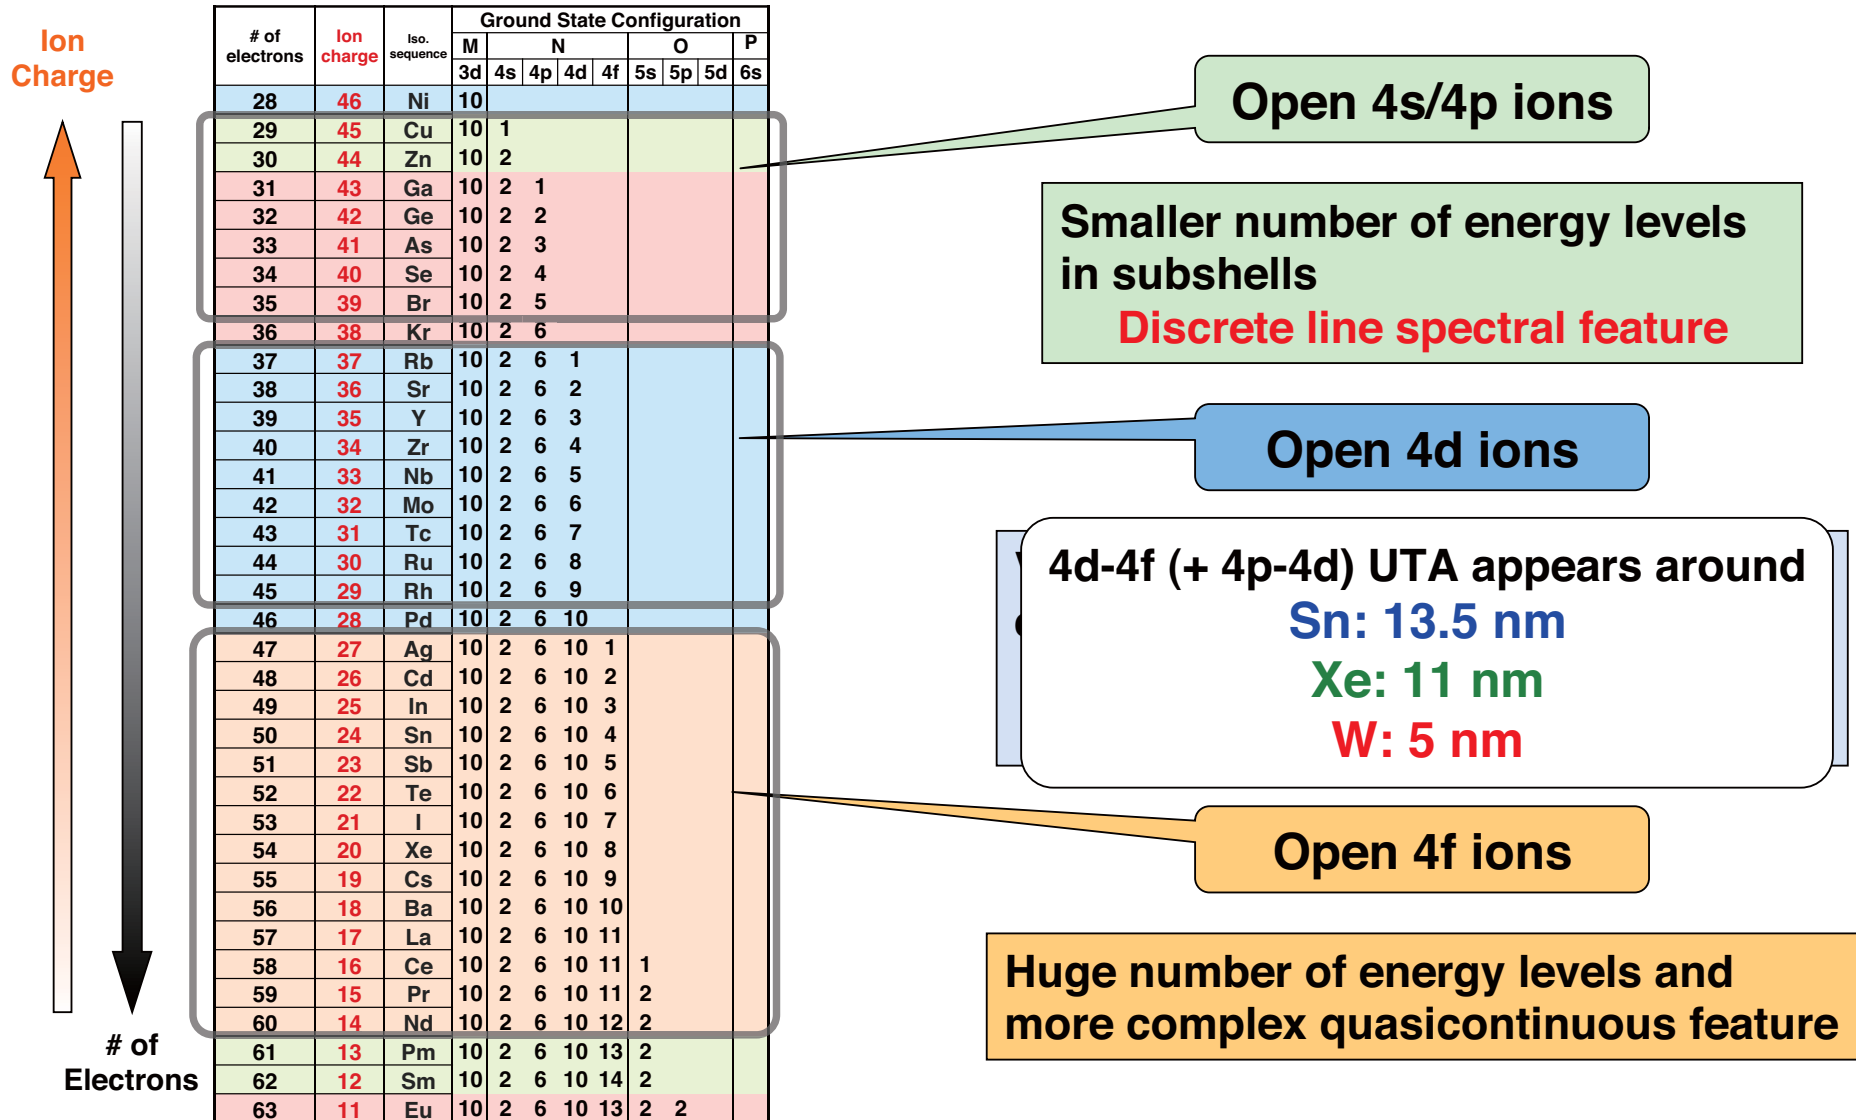 Ion
Charge
# of
Electrons
Ground State Configuration
# of electrons Ion charge Iso. sequence M N O P
3d 4s 4p 4d 4f 5s 5p 5d 6s
28 46 Ni 10
29 45 Cu 10 1
30 44 Zn 10 2
31 43 Ga 10 2 1
32 42 Ge 10 2 2
33 41 As 10 2 3
34 40 Se 10 2 4
35 39 Br 10 2 5
36 38 Kr 10 2 6
37 37 Rb 10 2 6 1
38 36 Sr 10 2 6 2
39 35 Y 10 2 6 3
40 34 Zr 10 2 6 4
41 33 Nb 10 2 6 5
42 32 Mo 10 2 6 6
43 31 Tc 10 2 6 7
44 30 Ru 10 2 6 8
45 29 Rh 10 2 6 9
46 28 Pd 10 2 6 10
47 27 Ag 10 2 6 10 1
48 26 Cd 10 2 6 10 2
49 25 In 10 2 6 10 3
50 24 Sn 10 2 6 10 4
51 23 Sb 10 2 6 10 5
52 22 Te 10 2 6 10 6
53 21 I 10 2 6 10 7
54 20 Xe 10 2 6 10 8
55 19 Cs 10 2 6 10 9
56 18 Ba 10 2 6 10 10
57 17 La 10 2 6 10 11
58 16 Ce 10 2 6 10 11 1
59 15 Pr 10 2 6 10 11 2
60 14 Nd 10 2 6 10 12 2
61 13 Pm 10 2 6 10 13 2
62 12 Sm 10 2 6 10 14 2
63 11 Eu 10 2 6 10 13 2 2
Open 4s/4p ions
Smaller number of energy levels
in subshells
Discrete line spectral feature
Open 4d ions
4d-4f (+ 4p-4d) UTA appears around
Sn: 13.5 nm
Xe: 11 nm
W: 5 nm
Open 4f ions
Huge number of energy levels and
more complex quasicontinuous feature